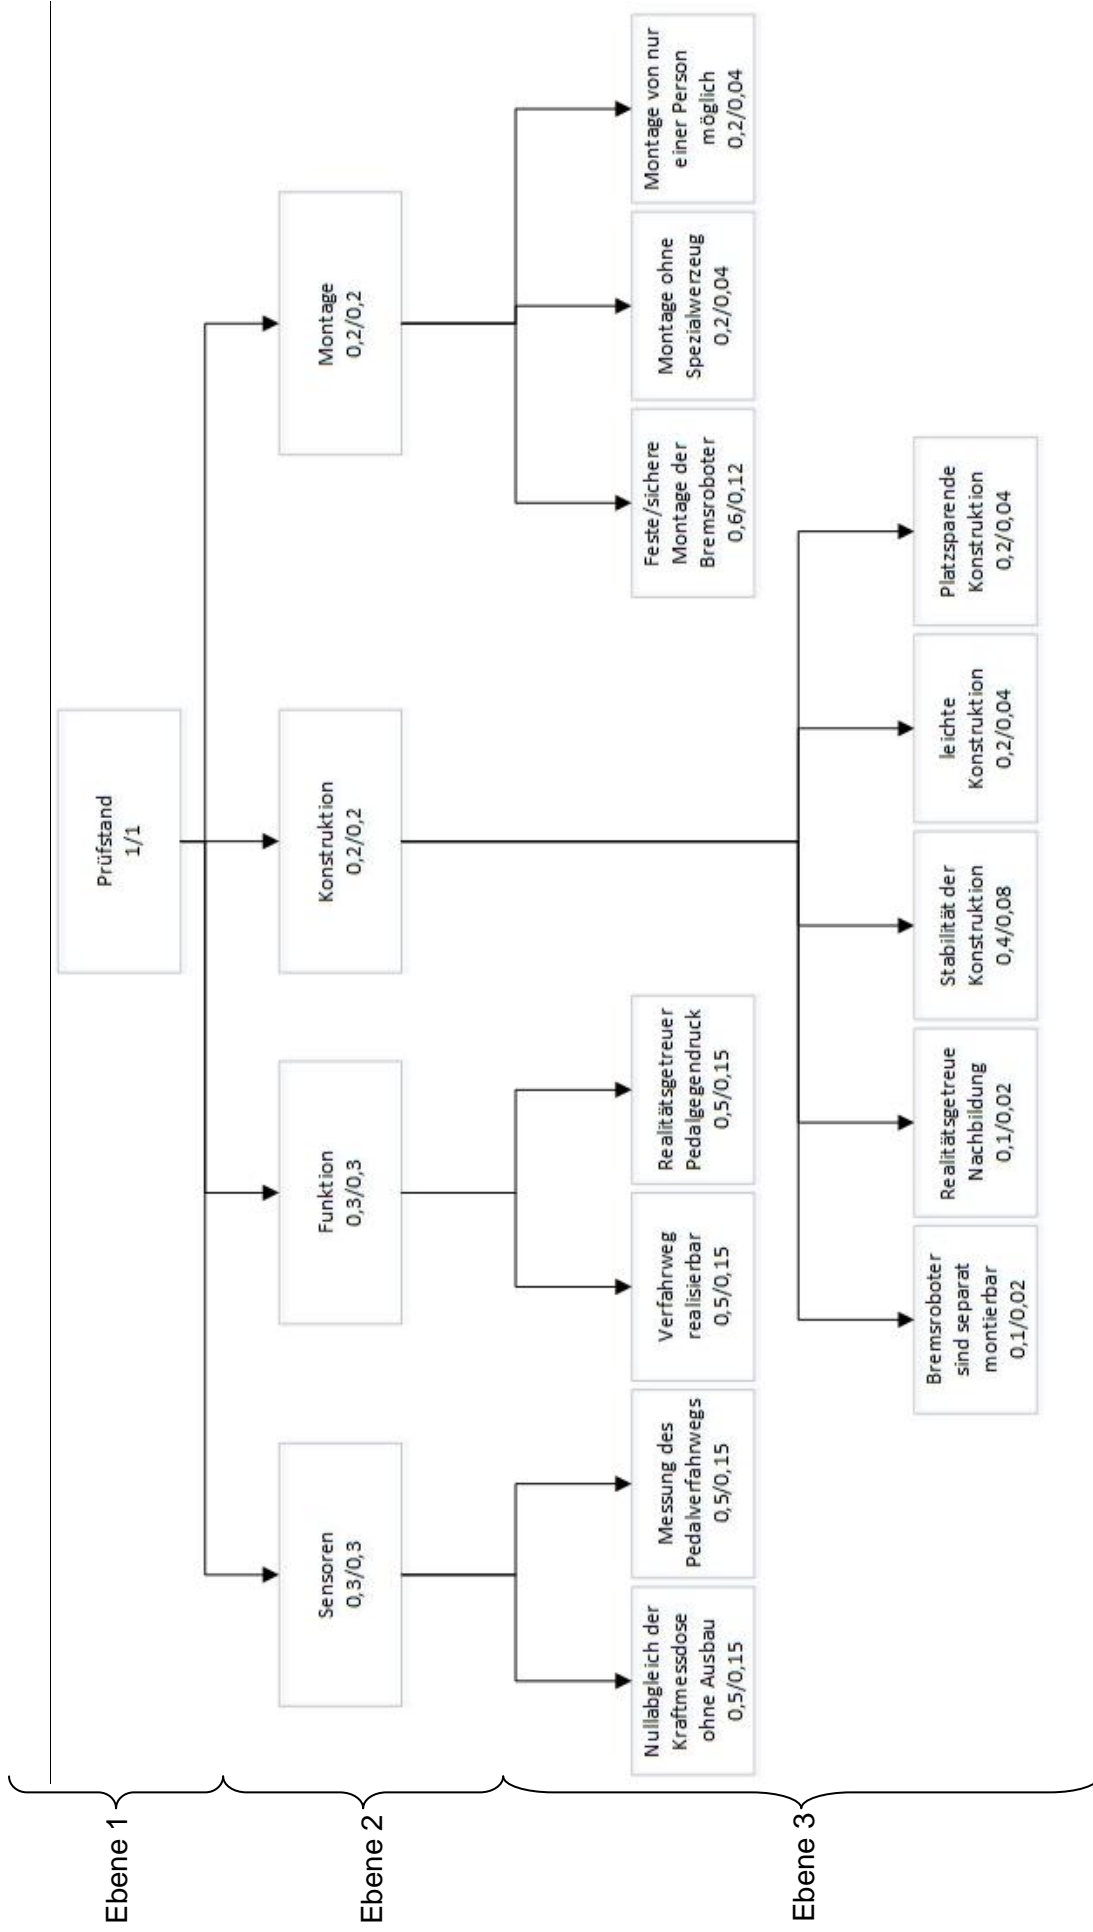 Ebene 1
Prüfstand
1/1
Ebene 2
Sensoren
0,3/0,3
Funktion
0,3/0,3
Konstruktion
0,2/0,2
Montage
0,2/0,2
Ebene 3
Nullabgleich der
Kraftmessdose
ohne Ausbau
0,5/0,15
Messung des
Pedalverfahrwegs
0,5/0,15
Verfahrweg
realisierbar
0,5/0,15
Realitätsgetreuer
Pedalgegendruck
0,5/0,15
Feste/sichere
Montage der
Bremsroboter
0,6/0,12
Montage ohne
Spezialwerzeug
0,2/0,04
Montage von nur
einer Person
möglich
0,2/0,04
Bremsroboter
sind separat
montierbar
0,1/0,02
Realitätsgetreue
Nachbildung
0,1/0,02
Stabilität der
Konstruktion
0,4/0,08
leichte
Konstruktion
0,2/0,04
Platzsparende
Konstruktion
0,2/0,04